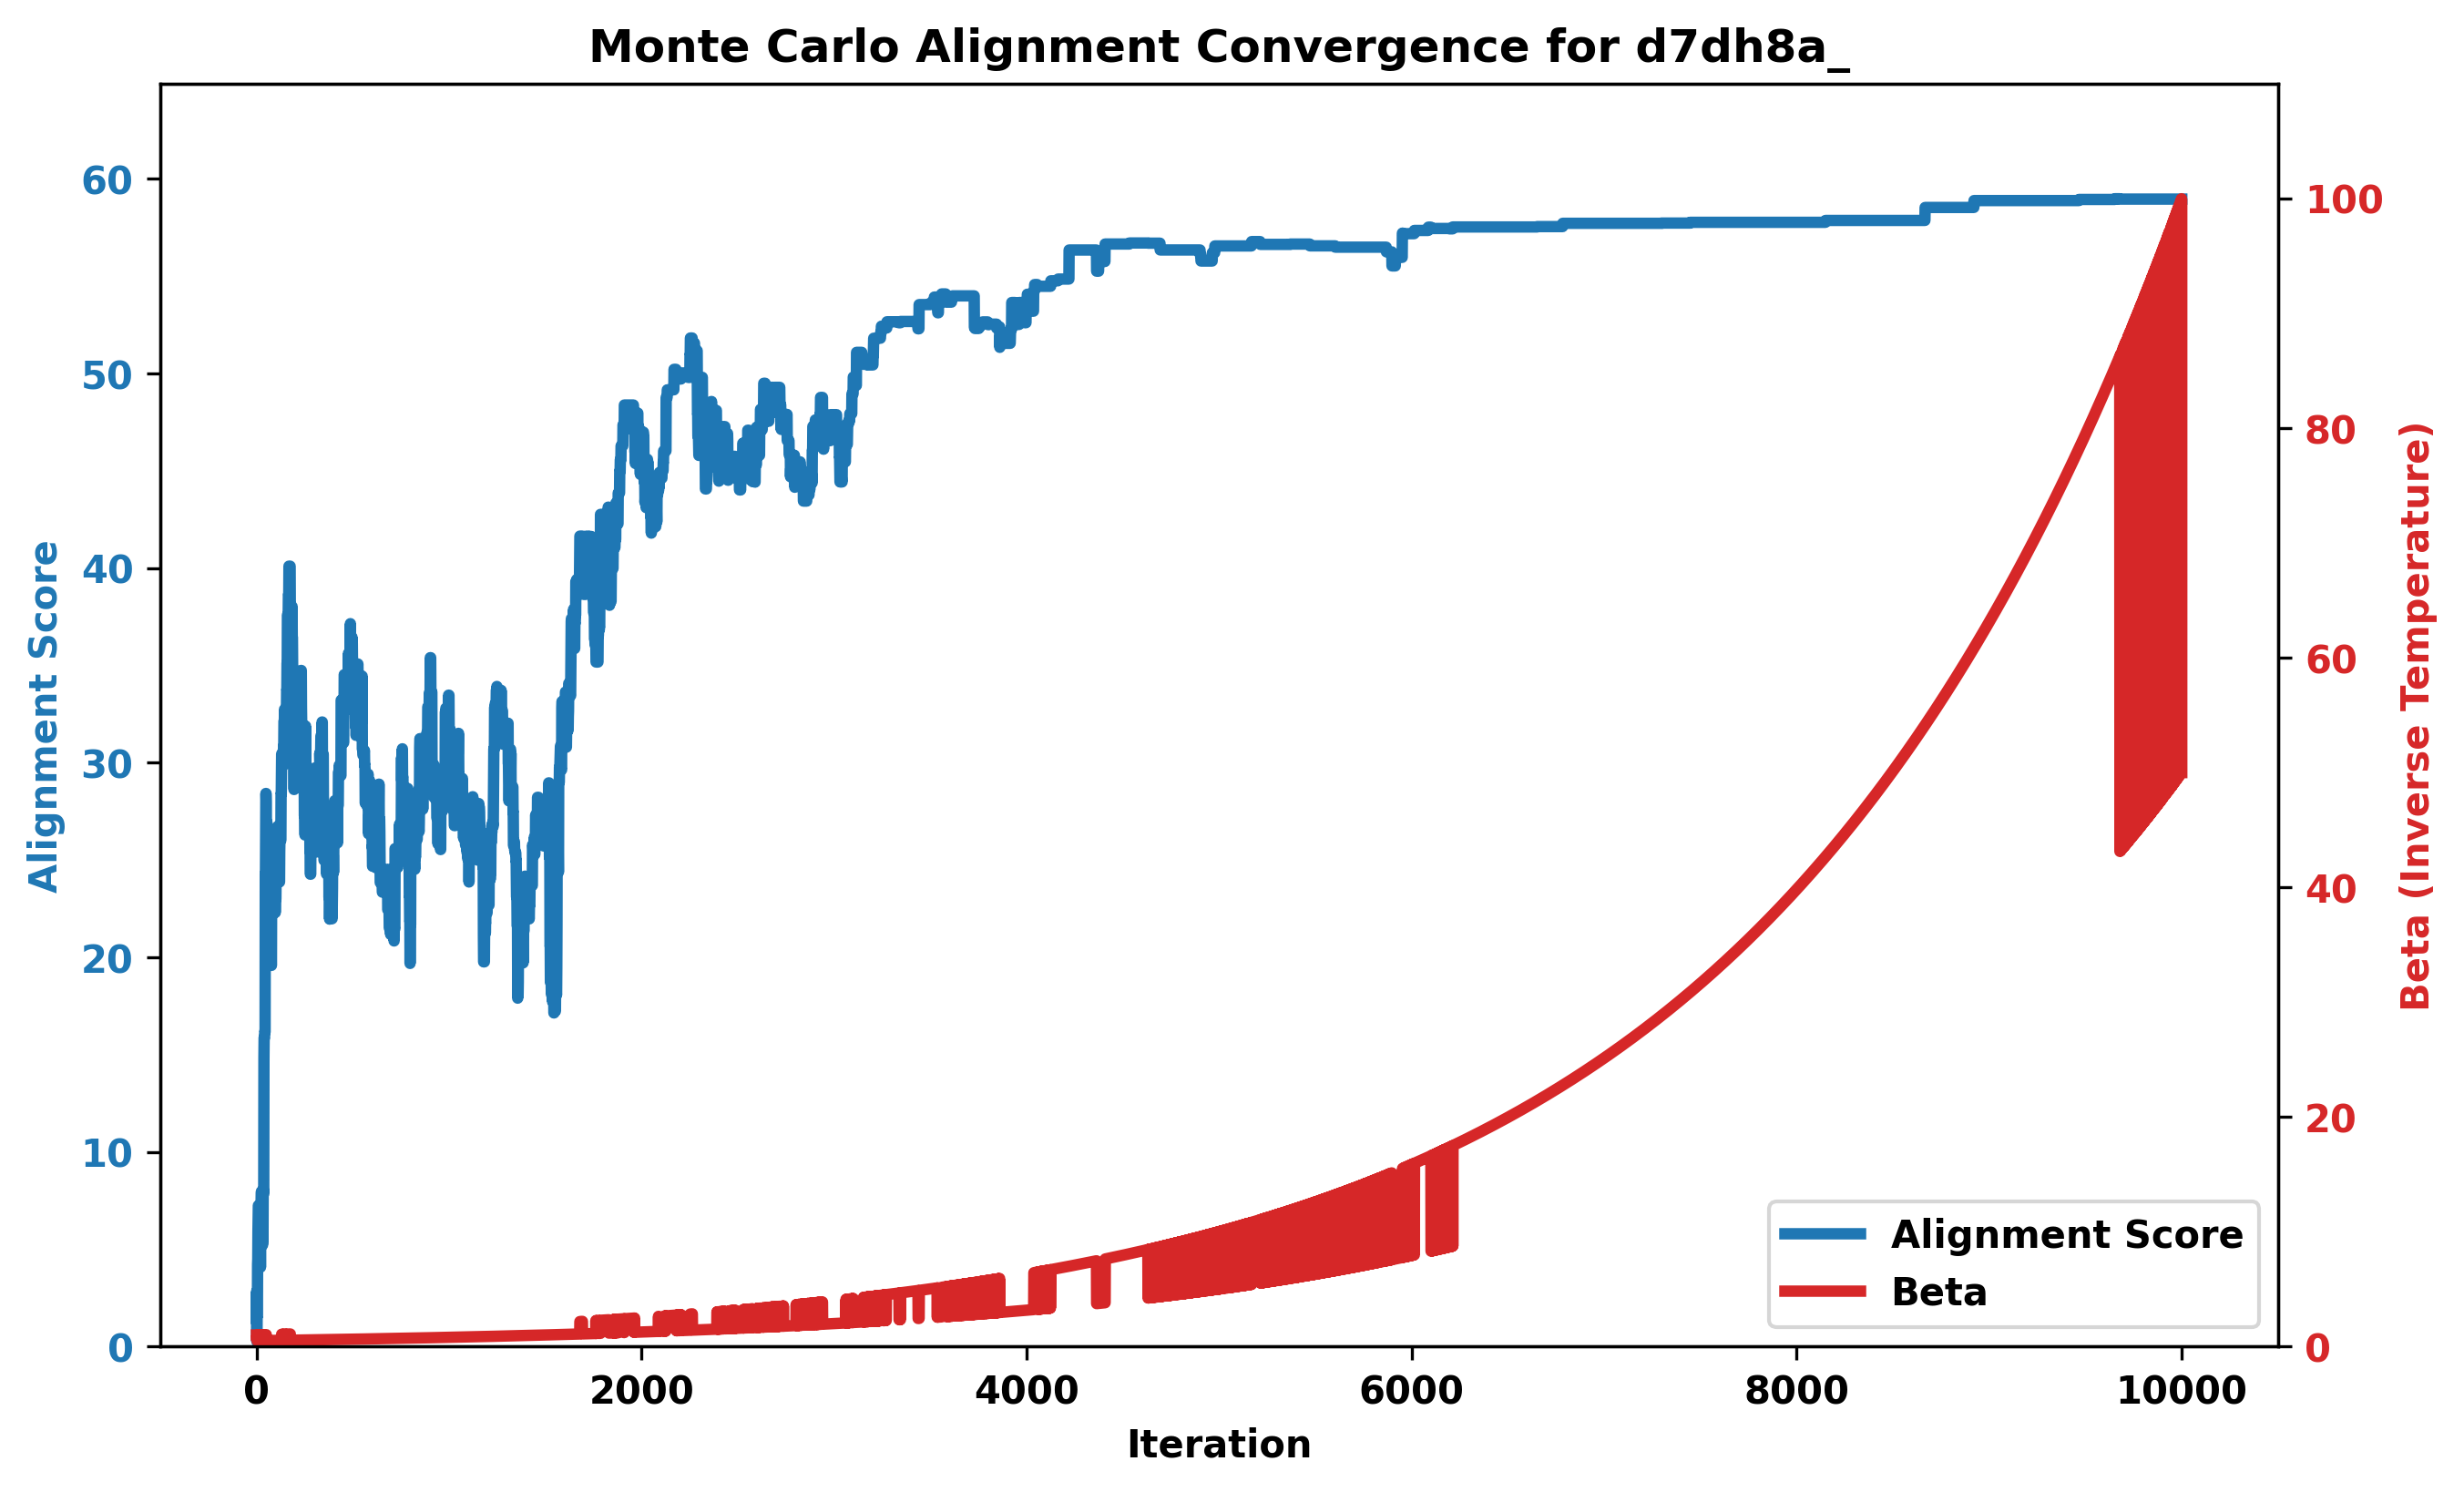 Monte Carlo Alignment Convergence for d7dh8a_
60
50
40
30
20
10
0
Alignment Score
100
80
60
40
20
0
Beta (Inverse Temperature)
Alignment Score
Beta
0 2000 4000 6000 8000 10000
Iteration